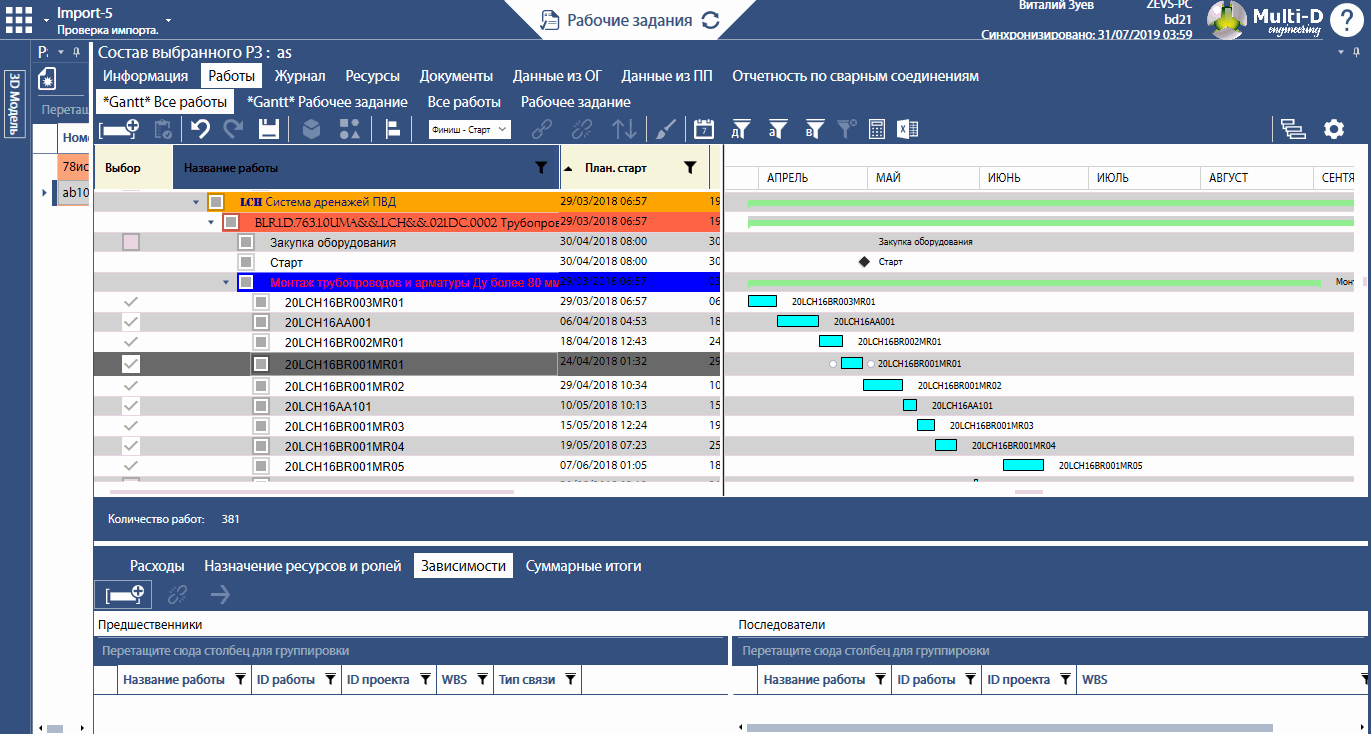 Import-5
Проверка импорта.
Рабочие задания
Виталий Зуев
ZEVS-PC
bd21
Синхронизировано: 31/07/2019 03:59
Multi-D
engineering
?
3D Модель
Состав выбранного РЗ : as
Информация Работы Журнал Ресурсы Документы Данные из ОГ Данные из ПП Отчетность по сварным соединениям
*Gantt* Все работы *Gantt* Рабочее задание Все работы Рабочее задание
Финиш - Старт
Выбор Название работы План. старт
АПРЕЛЬ МАЙ ИЮНЬ ИЮЛЬ АВГУСТ СЕНТЯ
LCH Система дренажей ПВД 29/03/2018 06:57 19
BLR.1.D.763.10UMA&&.LCH&&.021.DC.0002 Трубопров 29/03/2018 06:57 19
Закупка оборудования 30/04/2018 08:00 30 Закупка оборудования
Старт 30/04/2018 08:00 30 Старт
Монтаж трубопроводов и арматуры Ду более 80 мм 29/03/2018 06:57 Монт
20LCH16BR003MR01 29/03/2018 06:57 06 20LCH16BR003MR01
20LCH16AA001 06/04/2018 04:53 18 20LCH16AA001
20LCH16BR002MR01 18/04/2018 12:43 24 20LCH16BR002MR01
20LCH16BR001MR01 24/04/2018 01:32 29 20LCH16BR001MR01
20LCH16BR001MR02 29/04/2018 10:34 10 20LCH16BR001MR02
20LCH16AA101 10/05/2018 10:13 15 20LCH16AA101
20LCH16BR001MR03 15/05/2018 12:24 19 20LCH16BR001MR03
20LCH16BR001MR04 19/05/2018 07:23 25 20LCH16BR001MR04
20LCH16BR001MR05 07/06/2018 01:05 18 20LCH16BR001MR05
Перетащ
Номе
78ис
ab10
Количество работ: 381
Расходы Назначение ресурсов и ролей Зависимости Суммарные итоги
Предшественники
Перетащите сюда столбец для группировки
Название работы ID работы ID проекта WBS Тип связи
Последователи
Перетащите сюда столбец для группировки
Название работы ID работы ID проекта WBS